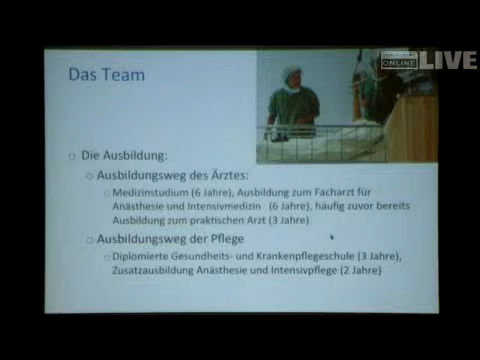 ONLINE LIVE
Das Team
Die Ausbildung:
Ausbildungsweg des Ärztes:
Medizinstudium (6 Jahre), Ausbildung zum Facharzt für
Anästhesie und Intensivmedizin (6 Jahre), häufig zuvor bereits
Ausbildung zum praktischen Arzt (3 Jahre)
Ausbildungsweg der Pflege
Diplomierte Gesundheits- und Krankenpflegeschule (3 Jahre),
Zusatzausbildung Anästhesie und Intensivpflege (2 Jahre)